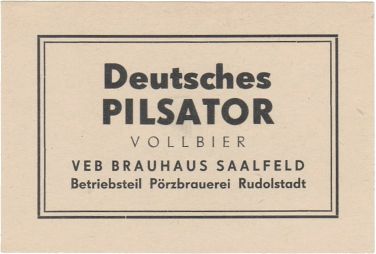 Deutsches
PILSATOR
VOLLBIER
VEB BRAUHAUS SAALFELD
Betriebsteil Pörzbrauerei Rudolstadt